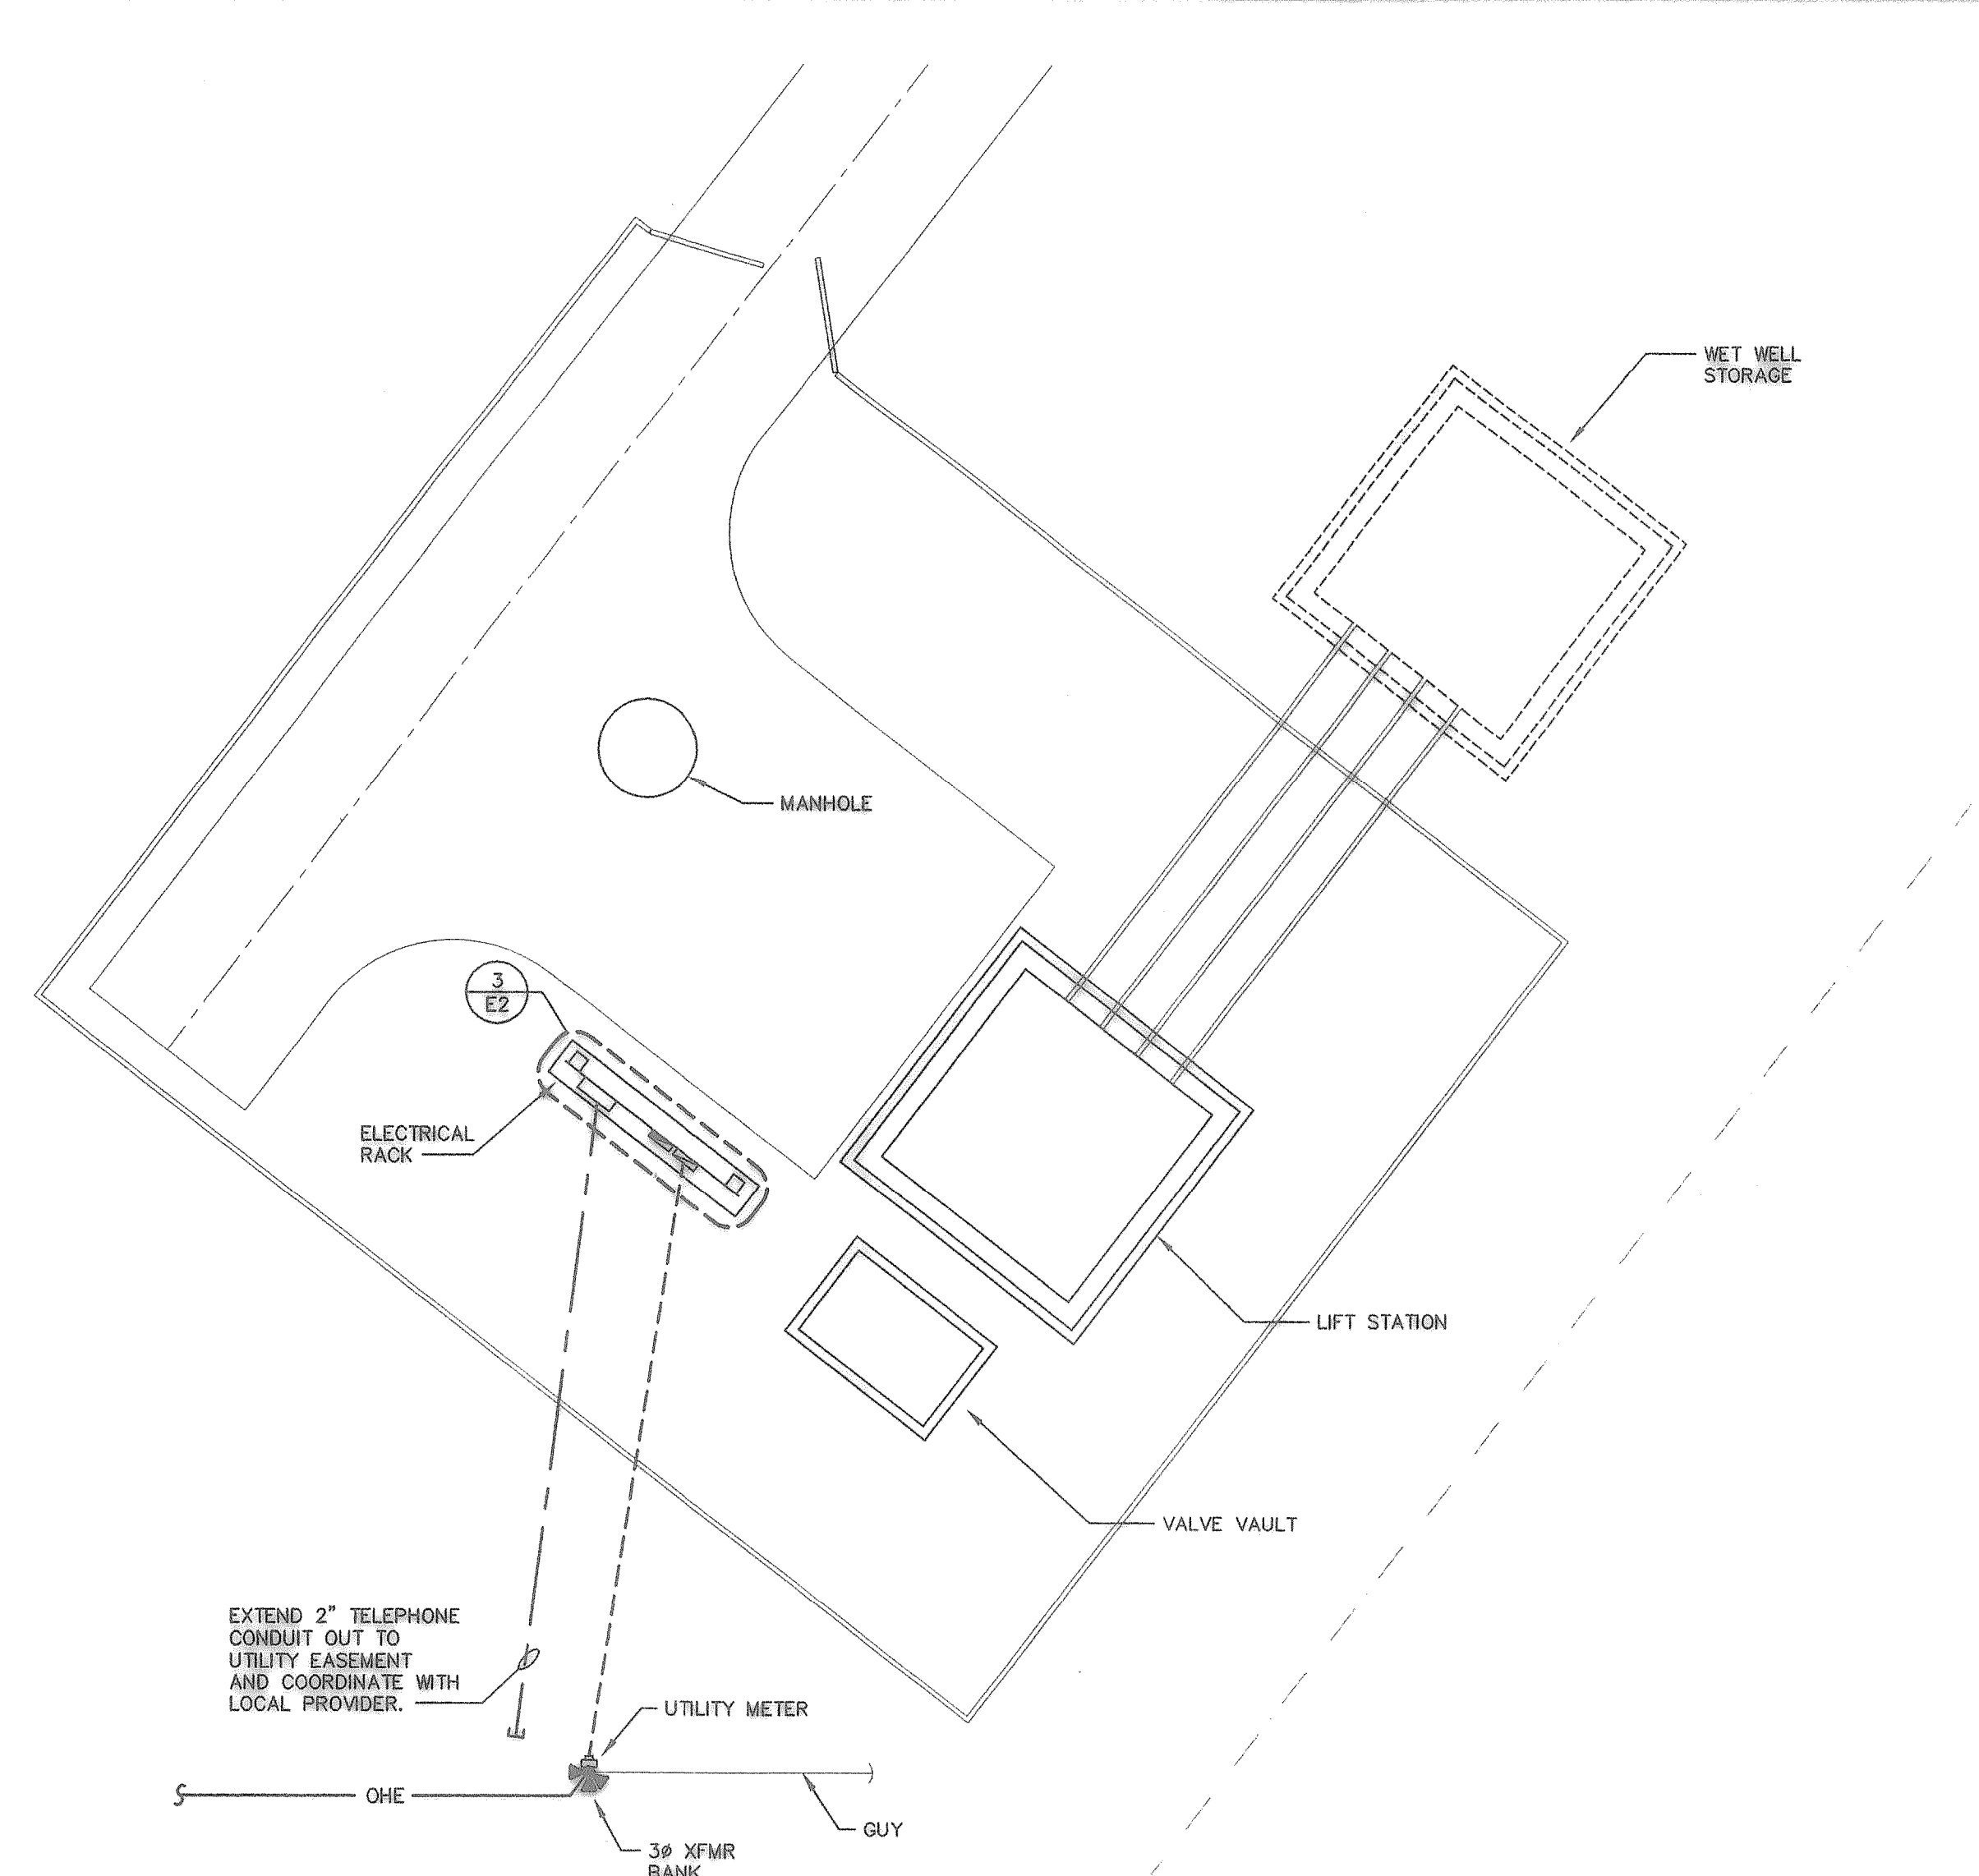 WET WELL
STORAGE
MANHOLE
3
E2
ELECTRICAL
RACK
LIFT STATION
VALVE VAULT
EXTEND 2" TELEPHONE
CONDUIT OUT TO
UTILITY EASEMENT
AND COORDINATE WITH
LOCAL PROVIDER.
UTILITY METER
OHE
GUY
3ø XFMR
BANK